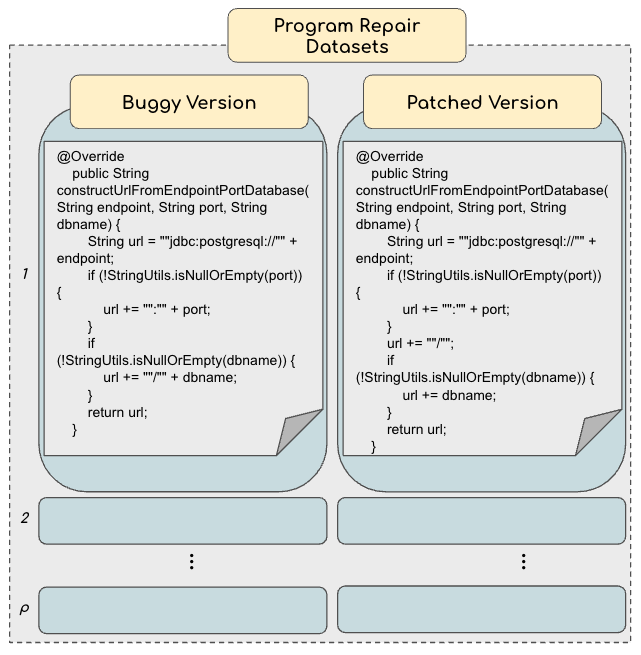 Program Repair
Datasets
Buggy Version
@Override
public String
constructUrlFromEndpointPortDatabase(
String endpoint, String port, String
dbname) {
String url = ""jdbc:postgresql://"" +
endpoint;
if (!StringUtils.isNullOrEmpty(port))
{
url += "":"" + port;
}
if
(!StringUtils.isNullOrEmpty(dbname)) {
url += ""/"" + dbname;
}
return url;
}
Patched Version
@Override
public String
constructUrlFromEndpointPortDatabase(
String endpoint, String port, String
dbname) {
String url = ""jdbc:postgresql://"" +
endpoint;
if (!StringUtils.isNullOrEmpty(port))
{
url += "":"" + port;
}
url += ""/"";
if
(!StringUtils.isNullOrEmpty(dbname)) {
url += dbname;
}
return url;
}
1
2
ρ